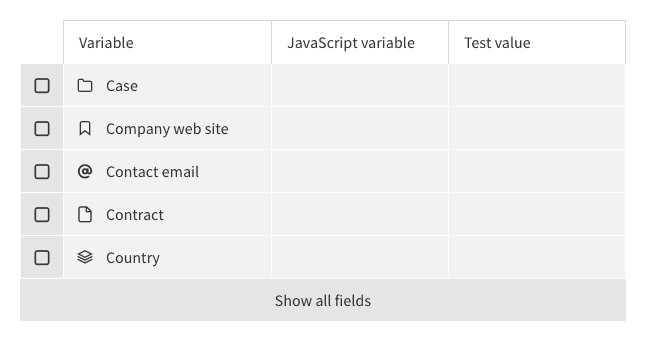 Variable JavaScript variable Test value
Case
Company web site
Contact email
Contract
Country
Show all fields